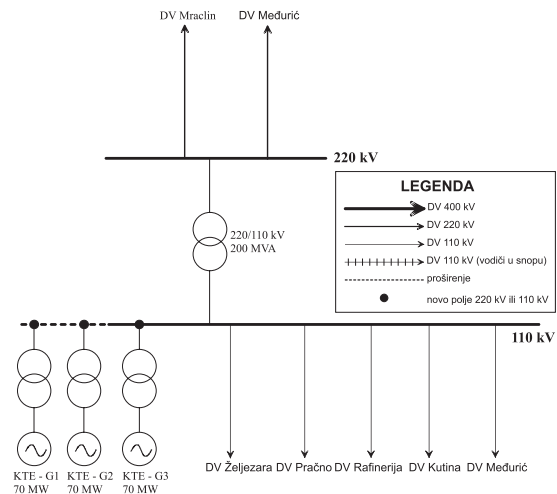 DV Mraclin
DV Međurić
220 kV
220/110 kV
200 MVA
LEGENDA
DV 400 kV
DV 220 kV
DV 110 kV
DV 110 kV (vodiči u snopu)
proširenje
novo polje 220 kV ili 110 kV
110 kV
KTE - G1
70 MW
KTE - G2
70 MW
KTE - G3
70 MW
DV Željezara
DV Pračno
DV Rafinerija
DV Kutina
DV Međurić